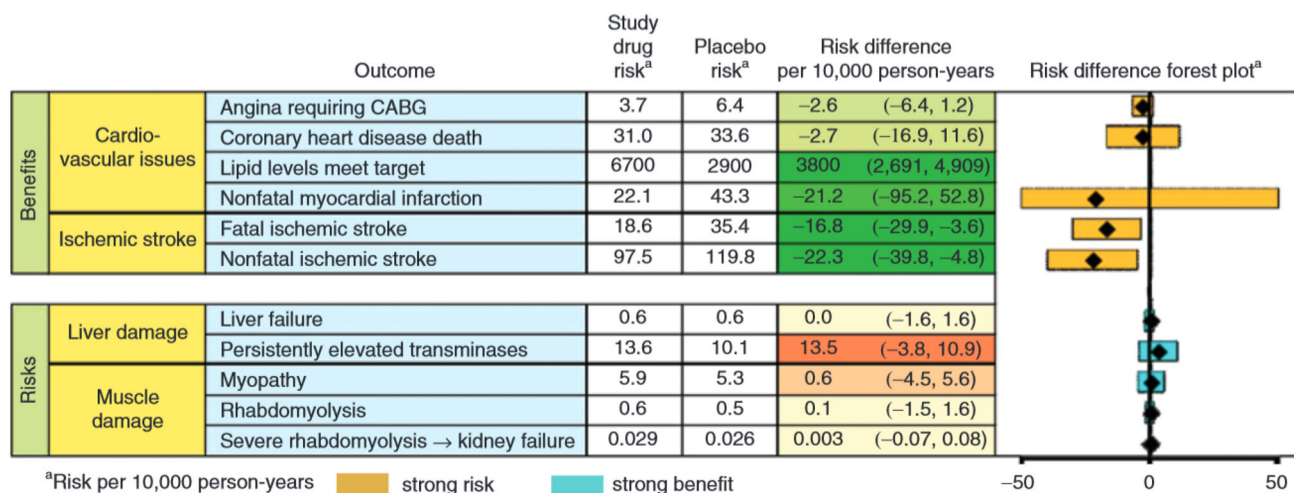 Outcome Study drug riska Placebo riska Risk difference per 10,000 person-years Risk difference forest plota
Benefits
Cardio-vascular issues
Angina requiring CABG 3.7 6.4 −2.6 (−6.4, 1.2)
Coronary heart disease death 31.0 33.6 −2.7 (−16.9, 11.6)
Lipid levels meet target 6700 2900 3800 (2,691, 4,909)
Nonfatal myocardial infarction 22.1 43.3 −21.2 (−95.2, 52.8)
Ischemic stroke
Fatal ischemic stroke 18.6 35.4 −16.8 (−29.9, −3.6)
Nonfatal ischemic stroke 97.5 119.8 −22.3 (−39.8, −4.8)
Risks
Liver damage
Liver failure 0.6 0.6 0.0 (−1.6, 1.6)
Persistently elevated transminases 13.6 10.1 13.5 (−3.8, 10.9)
Muscle damage
Myopathy 5.9 5.3 0.6 (−4.5, 5.6)
Rhabdomyolysis 0.6 0.5 0.1 (−1.5, 1.6)
Severe rhabdomyolysis → kidney failure 0.029 0.026 0.003 (−0.07, 0.08)
−50 0 50
aRisk per 10,000 person-years strong risk strong benefit